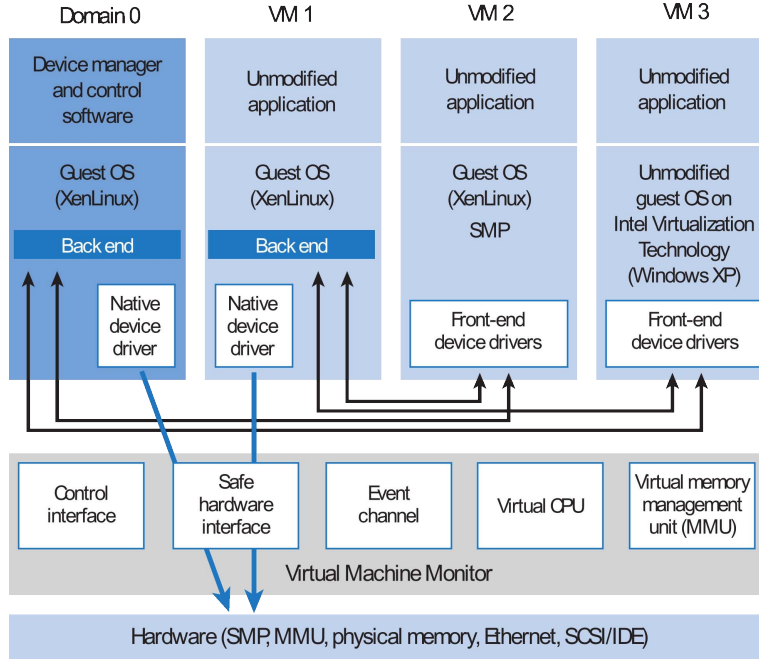 Domain 0
VM 1
VM 2
VM 3
Device manager
and control
software
Unmodified
application
Unmodified
application
Unmodified
application
Guest OS
(XenLinux)
Back end
Native
device
driver
Guest OS
(XenLinux)
Back end
Native
device
driver
Guest OS
(XenLinux)
SMP
Front-end
device drivers
Unmodified
guest OS on
Intel Virtualization
Technology
(Windows XP)
Front-end
device drivers
Control
interface
Safe
hardware
interface
Event
channel
Virtual CPU
Virtual memory
management
unit (MMU)
Virtual Machine Monitor
Hardware (SMP, MMU, physical memory, Ethernet, SCSI/IDE)